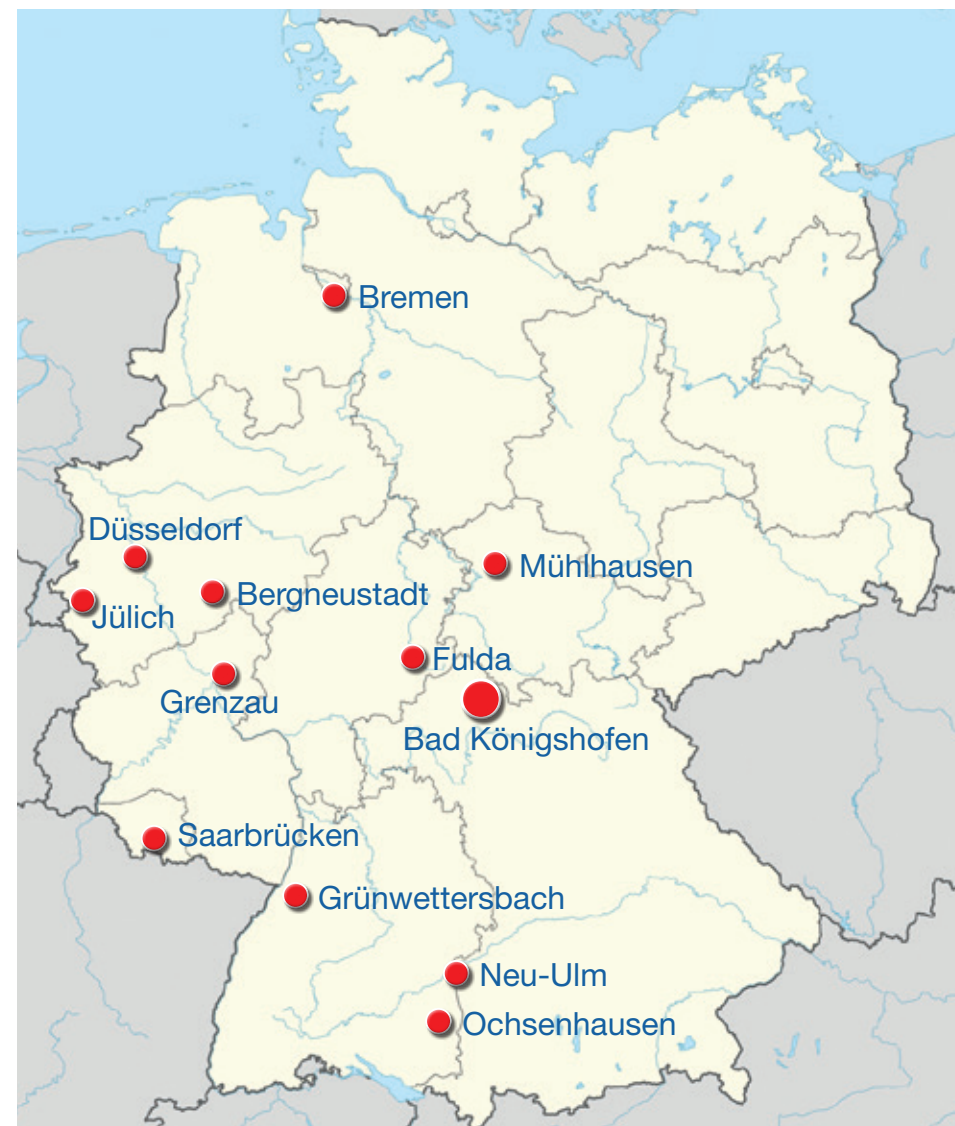 Bremen
Düsseldorf
Mühlhausen
Bergneustadt
Jülich
Fulda
Grenzau
Bad Königshofen
Saarbrücken
Grünwettersbach
Neu-Ulm
Ochsenhausen